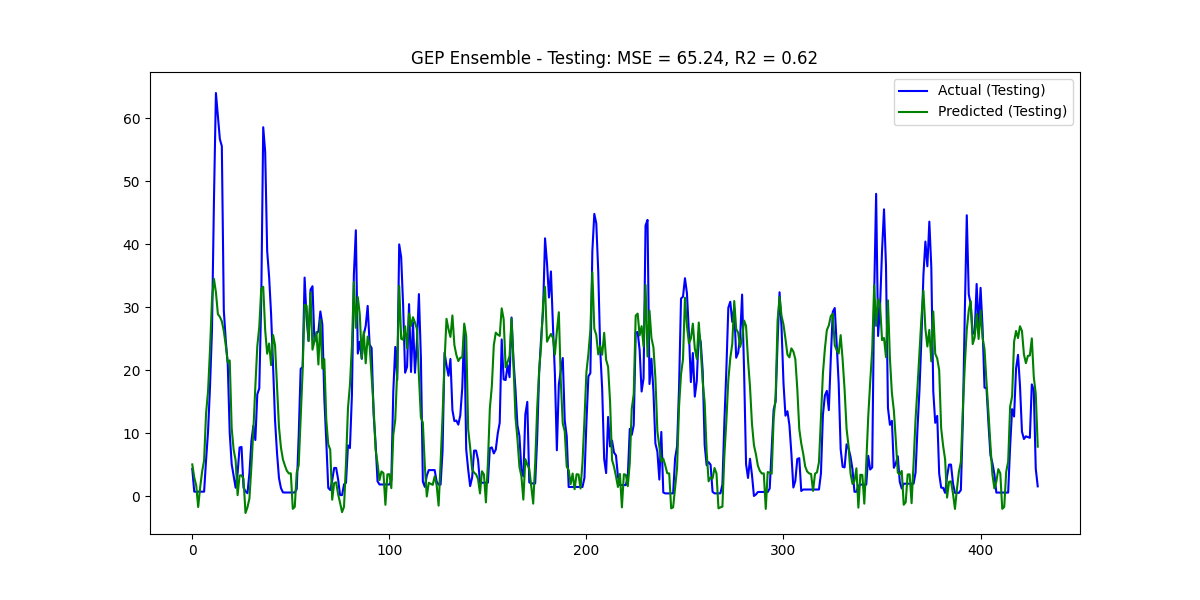 GEP Ensemble - Testing: MSE = 65.24, R2 = 0.62
Actual (Testing)
Predicted (Testing)
60
50
40
30
20
10
0
0 100 200 300 400